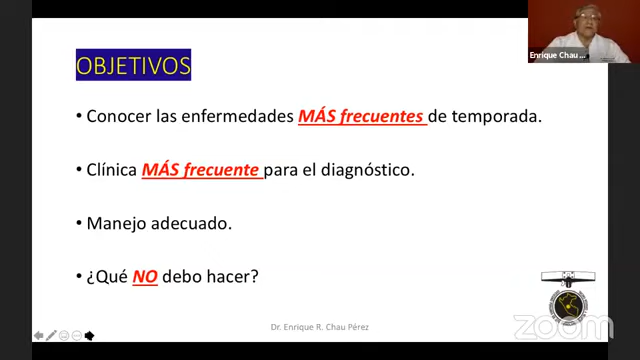 Enrique Chau P...
OBJETIVOS
• Conocer las enfermedades MÁS frecuentes de temporada.
• Clínica MÁS frecuente para el diagnóstico.
• Manejo adecuado.
• ¿Qué NO debo hacer?
Dr. Enrique R. Chau Pérez
zoom